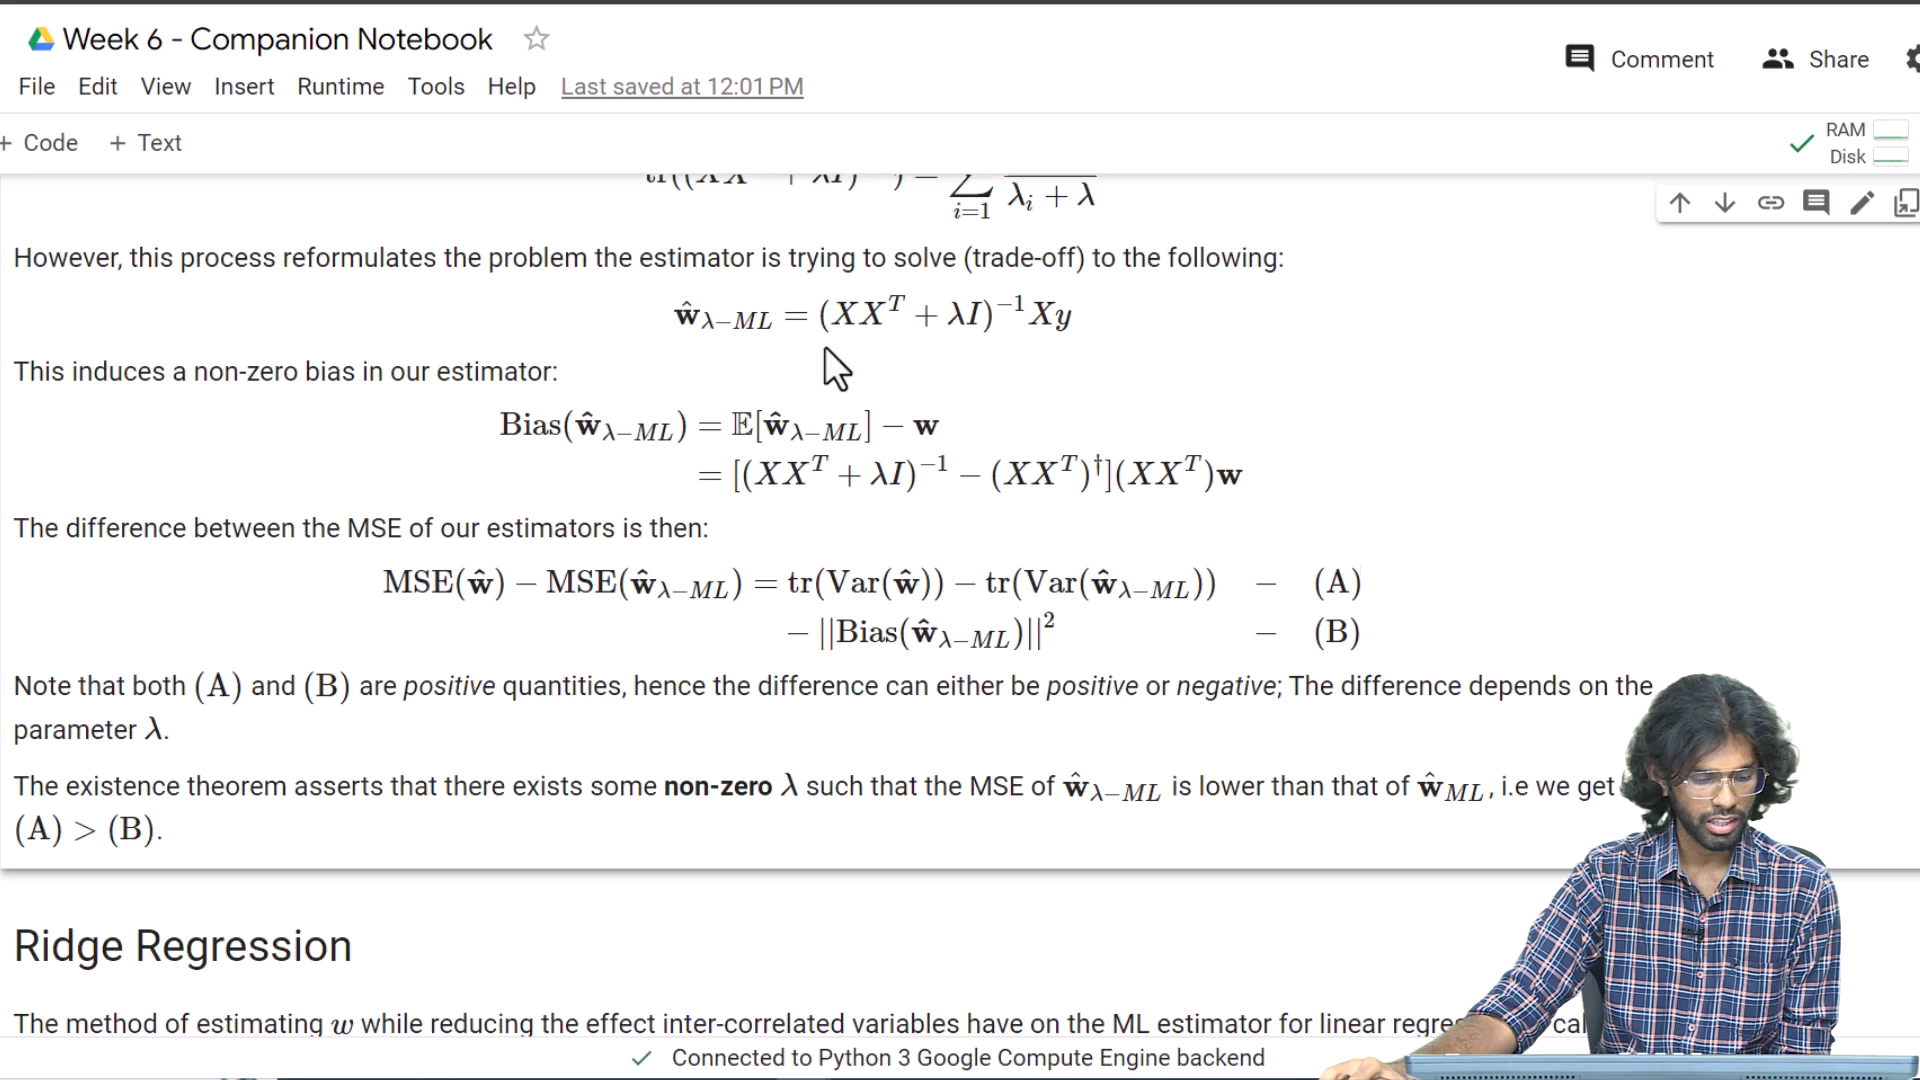 Week 6 - Companion Notebook
Comment Share
File Edit View Insert Runtime Tools Help Last saved at 12:01 PM
+ Code + Text
RAM
Disk
tr((XX^T + λI)^{-1}) = ∑_{i=1} λ_i + λ
However, this process reformulates the problem the estimator is trying to solve (trade-off) to the following:
ŵ_{λ−ML} = (XX^T + λI)^{−1}Xy
This induces a non-zero bias in our estimator:
Bias(ŵ_{λ−ML}) = 𝔼[ŵ_{λ−ML}] − w
= [(XX^T + λI)^{−1} − (XX^T)^†](XX^T)w
The difference between the MSE of our estimators is then:
MSE(ŵ) − MSE(ŵ_{λ−ML}) = tr(Var(ŵ)) − tr(Var(ŵ_{λ−ML})) − (A)
− ||Bias(ŵ_{λ−ML})||² − (B)
Note that both (A) and (B) are positive quantities, hence the difference can either be positive or negative; The difference depends on the
parameter λ.
The existence theorem asserts that there exists some non-zero λ such that the MSE of ŵ_{λ−ML} is lower than that of ŵ_{ML}, i.e we get
(A) > (B).
Ridge Regression
The method of estimating w while reducing the effect inter-correlated variables have on the ML estimator for linear
Connected to Python 3 Google Compute Engine backend